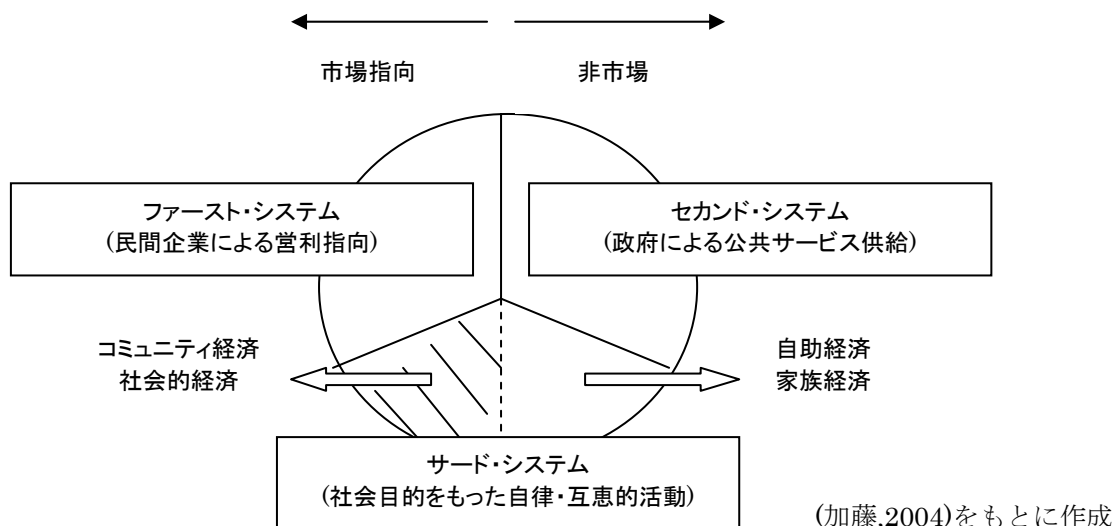 市場指向
非市場
ファースト・システム
(民間企業による営利指向)
セカンド・システム
(政府による公共サービス供給)
コミュニティ経済
社会的経済
自助経済
家族経済
サード・システム
(社会目的をもった自律・互恵的活動)
(加藤,2004)をもとに作成